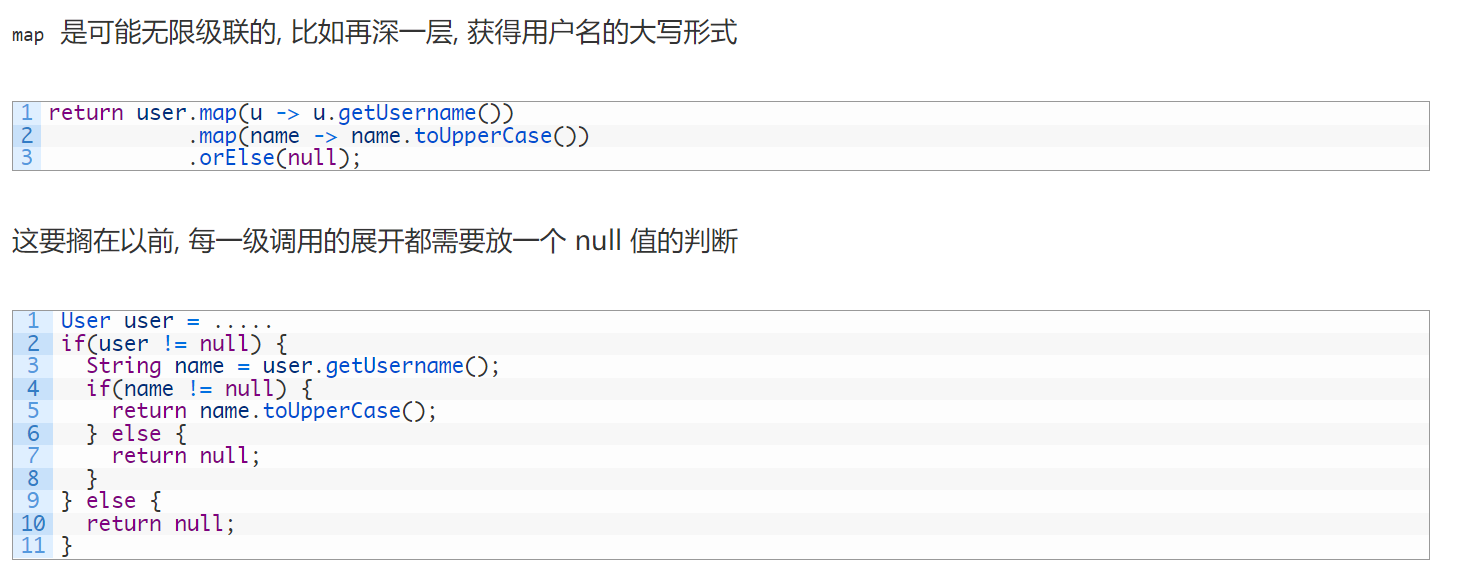 map 是可能无限级联的, 比如再深一层, 获得用户名的大写形式
1 return user.map(u -> u.getUsername())
2            .map(name -> name.toUpperCase())
3            .orElse(null);
这要搁在以前, 每一级调用的展开都需要放一个 null 值的判断
1 User user = .....
2 if(user != null) {
3   String name = user.getUsername();
4   if(name != null) {
5     return name.toUpperCase();
6   } else {
7     return null;
8   }
9 } else {
10   return null;
11 }